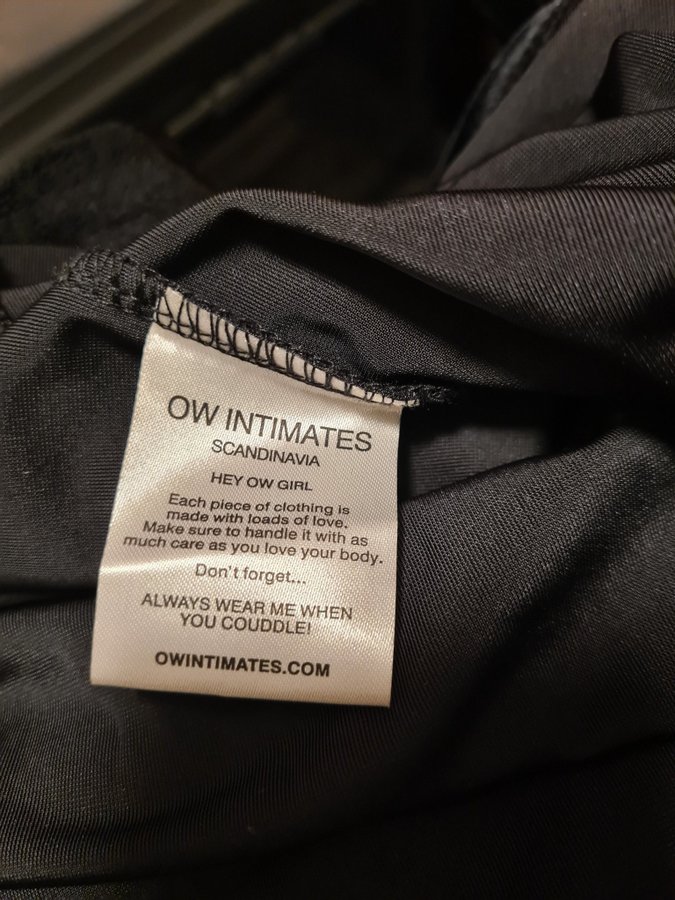 OW INTIMATES
SCANDINAVIA
HEY OW GIRL
Each piece of clothing is
made with loads of love.
Make sure to handle it with as
much care as you love your body.
Don't forget...
ALWAYS WEAR ME WHEN
YOU COUDDLE!
OWINTIMATES.COM